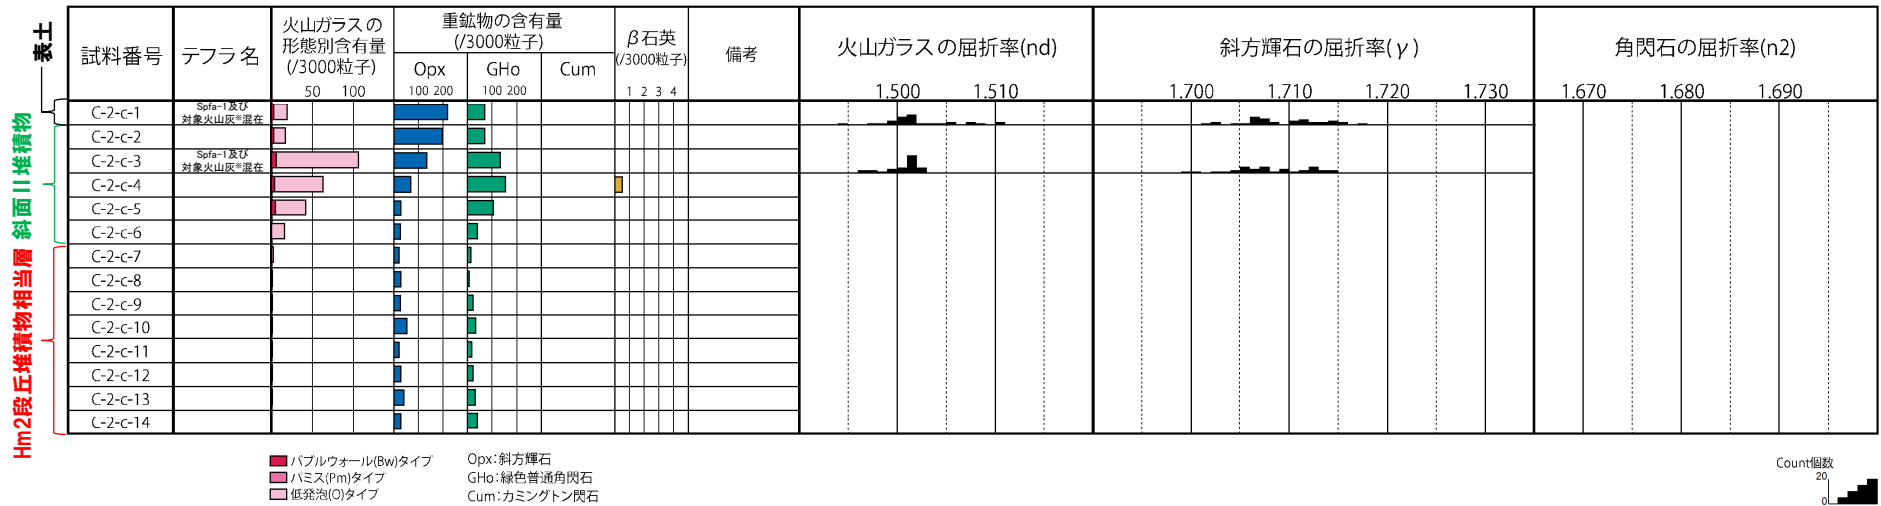 表土
斜面II堆積物
Hm2段丘堆積物相当層
試料番号
テフラ名
火山ガラスの
形態別含有量
(/3000粒子)
50 100
重鉱物の含有量
(/3000粒子)
Opx GHo Cum
100 200 100 200
β石英
(/3000粒子)
1 2 3 4
備考
火山ガラスの屈折率(nd)
1.500 1.510
斜方輝石の屈折率(γ)
1.700 1.710 1.720 1.730
角閃石の屈折率(n2)
1.670 1.680 1.690
C-2-c-1
Spfa-1及び
対象火山灰※混在
C-2-c-2
C-2-c-3
Spfa-1及び
対象火山灰※混在
C-2-c-4
C-2-c-5
C-2-c-6
C-2-c-7
C-2-c-8
C-2-c-9
C-2-c-10
C-2-c-11
C-2-c-12
C-2-c-13
C-2-c-14
バブルウォール(Bw)タイプ
パミス(Pm)タイプ
低発泡(O)タイプ
Opx:斜方輝石
GHo:緑色普通角閃石
Cum:カミングトン閃石
Count個数
20
0